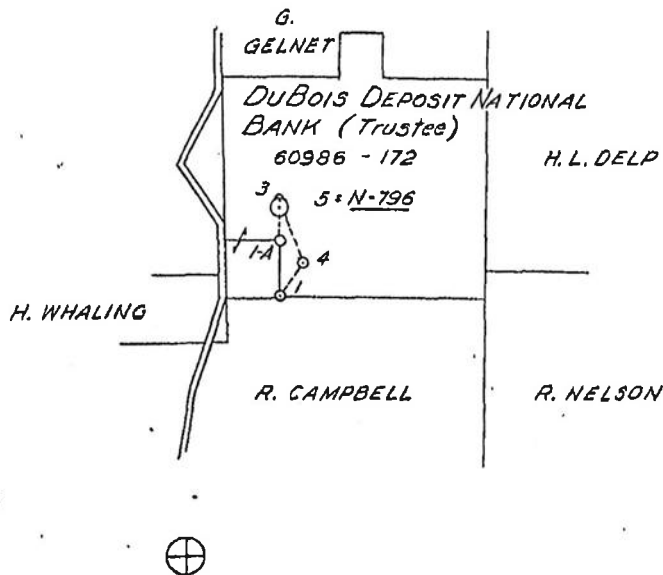 G.
GELNET
DUBOIS DEPOSIT NATIONAL
BANK (Trustee)
60986 - 172
H. L. DELP
3
5 = N-796
1-A
4
1
H. WHALING
R. CAMPBELL
R. NELSON